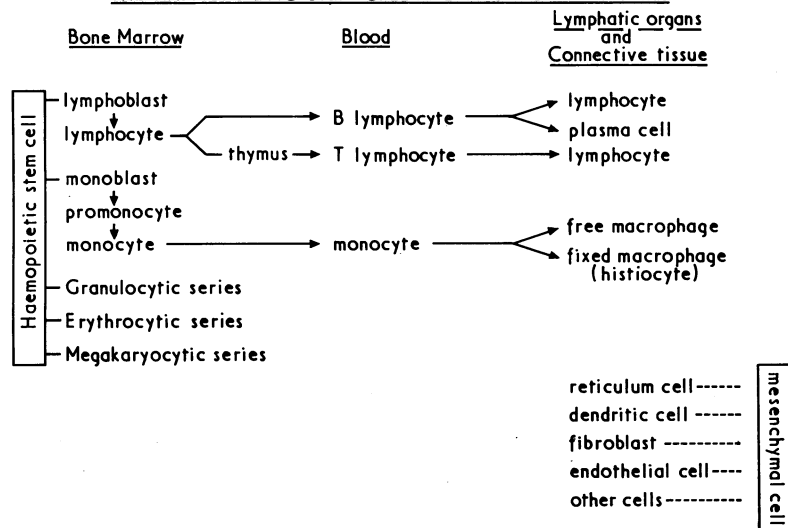 Bone Marrow
Blood
Lymphatic organs
and
Connective tissue
Haemopoietic stem cell
lymphoblast
lymphocyte
thymus
B lymphocyte
T lymphocyte
lymphocyte
plasma cell
lymphocyte
monoblast
promonocyte
monocyte
monocyte
free macrophage
fixed macrophage
(histiocyte)
Granulocytic series
Erythrocytic series
Megakaryocytic series
reticulum cell
dendritic cell
fibroblast
endothelial cell
other cells
mesenchymal cell